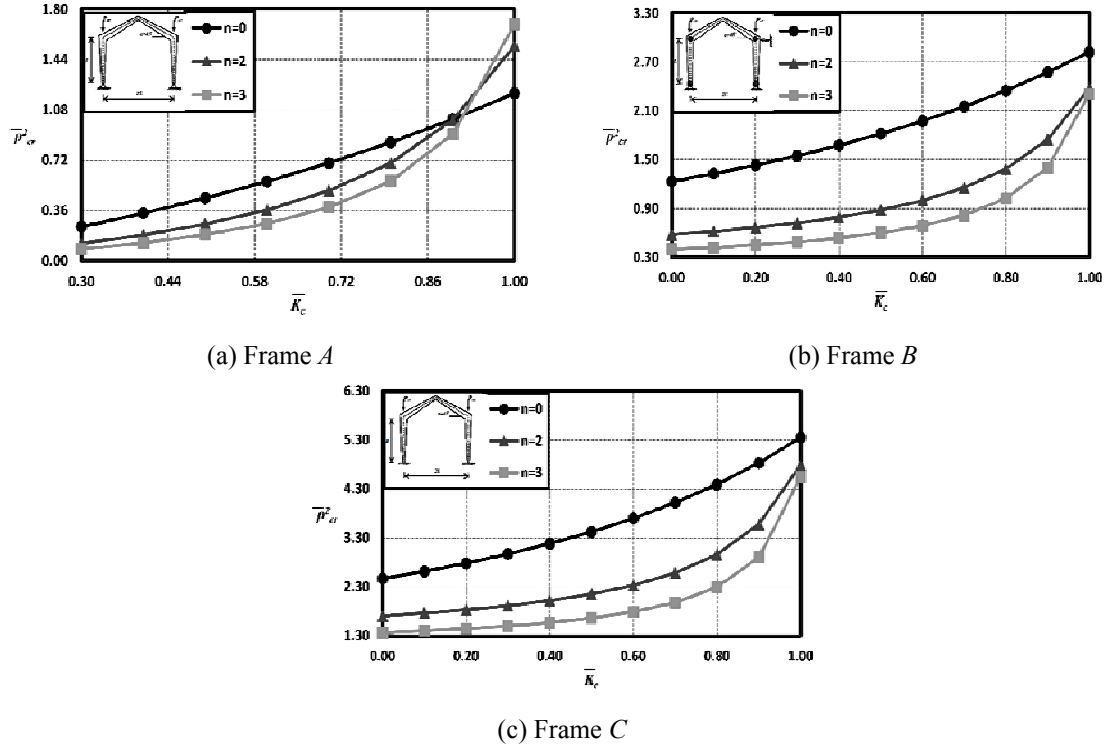 1.80
1.44
1.08
0.72
0.36
0.00
n=0
n=2
n=3
0.30 0.44 0.58 0.72 0.86 1.00
K̅c
(a) Frame A
3.30
2.70
2.10
1.50
0.90
0.30
p̅²cr
n=0
n=2
n=3
0.00 0.20 0.40 0.60 0.80 1.00
K̅c
(b) Frame B
6.30
5.30
4.30
3.30
2.30
1.30
p̅²cr
n=0
n=2
n=3
0.00 0.20 0.40 0.60 0.80 1.00
K̅c
(c) Frame C